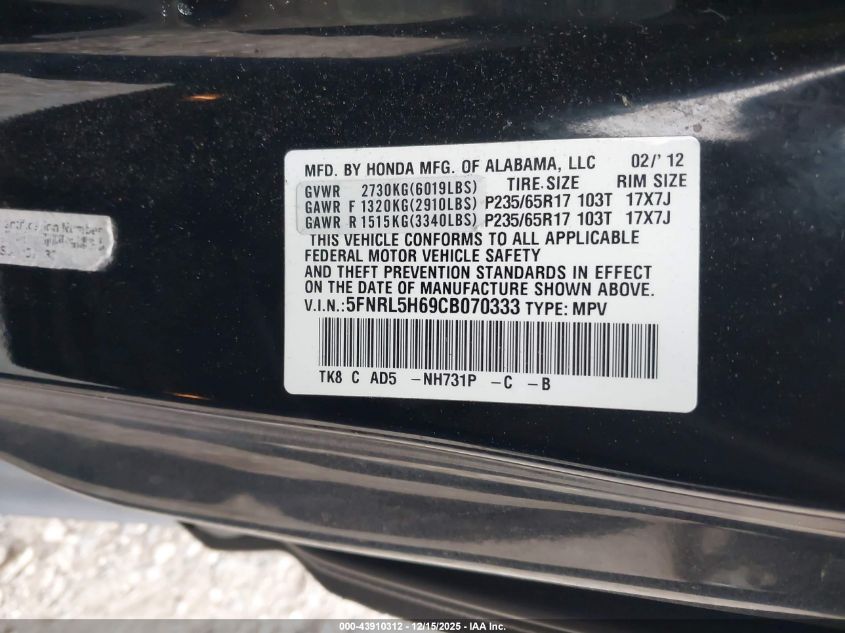 MFD. BY HONDA MFG. OF ALABAMA, LLC 02/'12
GVWR 2730KG(6019LBS) TIRE SIZE RIM SIZE
GAWR F 1320KG(2910LBS) P235/65R17 103T 17X7J
GAWR R 1515KG(3340LBS) P235/65R17 103T 17X7J
THIS VEHICLE CONFORMS TO ALL APPLICABLE
FEDERAL MOTOR VEHICLE SAFETY
AND THEFT PREVENTION STANDARDS IN EFFECT
ON THE DATE OF MANUFACTURE SHOWN ABOVE.
V.I.N.:5FNRL5H69CB070333 TYPE: MPV
TK8 C AD5 -NH731P -C -B
Number
000-43910312 - 12/15/2025 - IAA Inc.